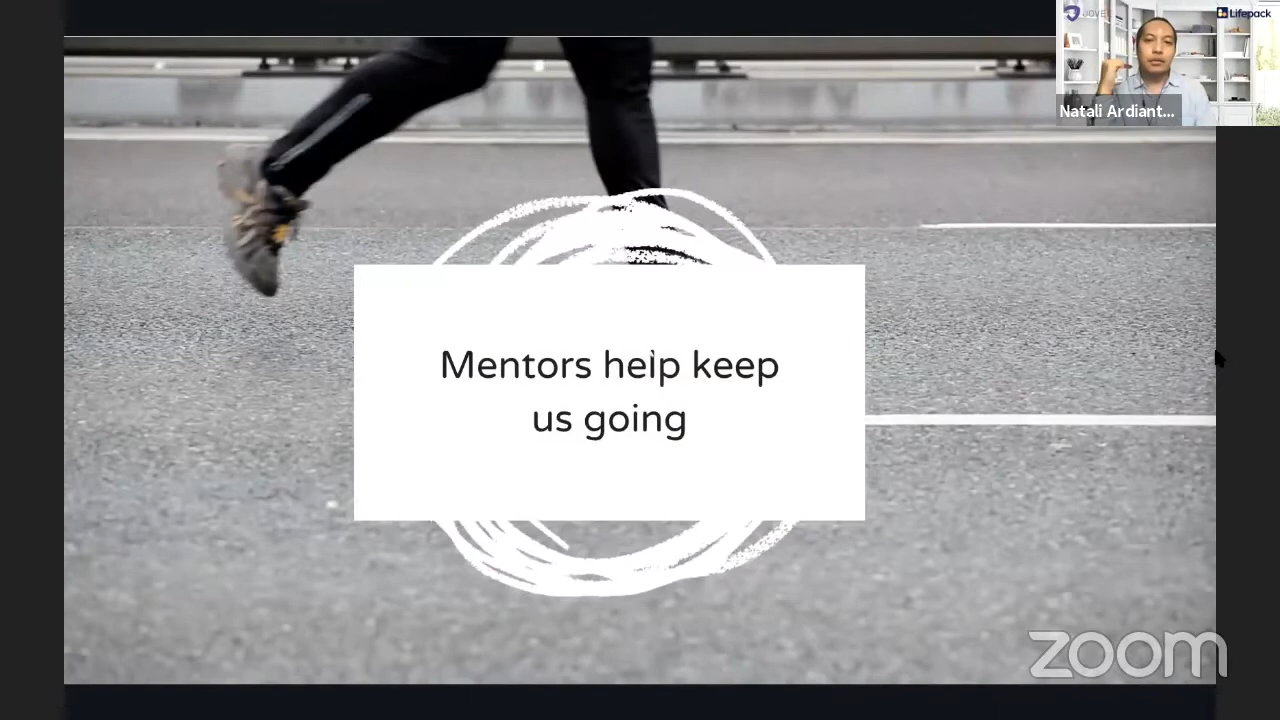 Lifepack
Natali Ardiant...
Mentors help keep
us going
zoom